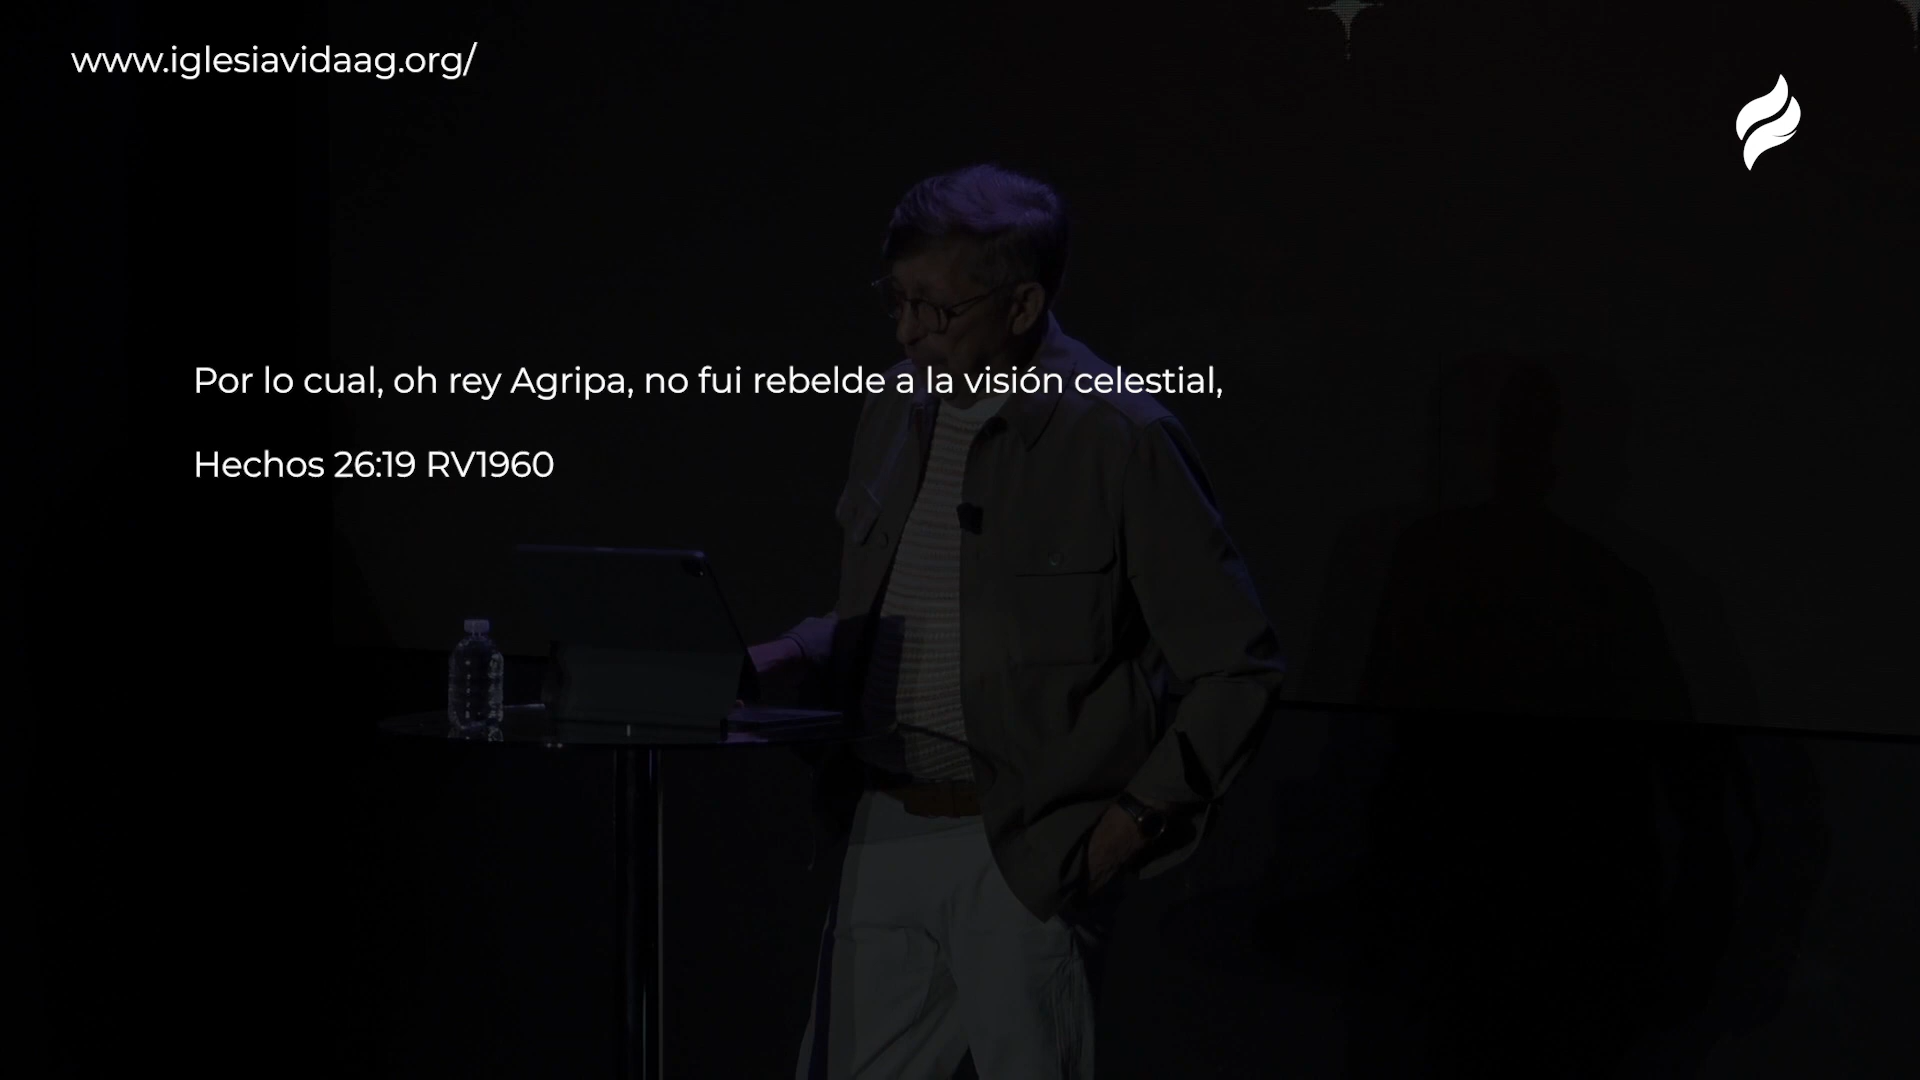 www.iglesiavidaag.org/
Por lo cual, oh rey Agripa, no fui rebelde a la visión celestial,
Hechos 26:19 RV1960